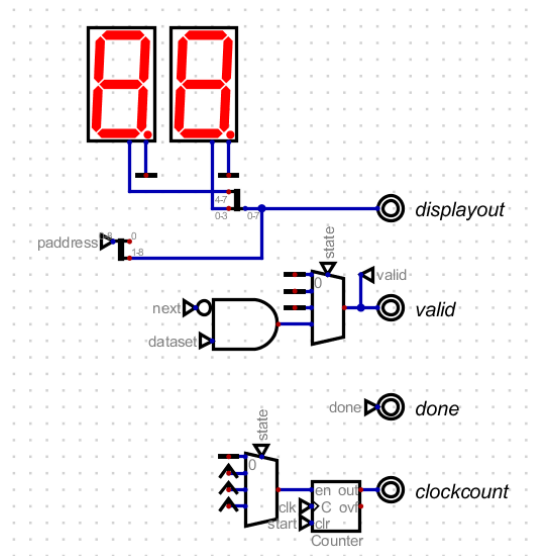 4-7
0-3 0-7
displayout
paddress
0
1-8
state
valid
0
next
valid
dataset
done
done
state
0
en out
clockcount
clk
C ovf
start
clr
Counter